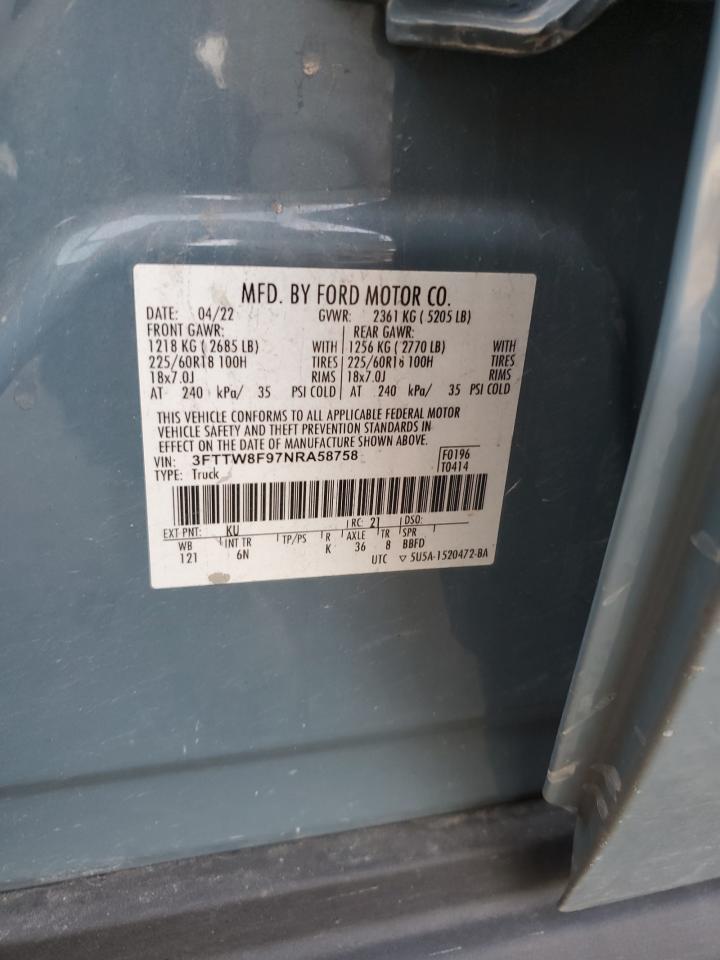 MFD. BY FORD MOTOR CO.
DATE: 04/22 GVWR: 2361 KG ( 5205 LB)
FRONT GAWR: REAR GAWR:
1218 KG ( 2685 LB) WITH 1256 KG ( 2770 LB) WITH
225/60R18 100H TIRES 225/60R18 100H TIRES
18x7.0J RIMS 18x7.0J RIMS
AT 240 kPa/ 35 PSI COLD AT 240 kPa/ 35 PSI COLD
THIS VEHICLE CONFORMS TO ALL APPLICABLE FEDERAL MOTOR
VEHICLE SAFETY AND THEFT PREVENTION STANDARDS IN
EFFECT ON THE DATE OF MANUFACTURE SHOWN ABOVE.
VIN: 3FTTW8F97NRA58758 F0196
TYPE: Truck T0414
EXT PNT: KU RC: 21 DSO:
WB INT TR TP/PS R AXLE TR SPR
121 6N K 36 8 BBFD
UTC ▽ 5U5A-1520472-BA